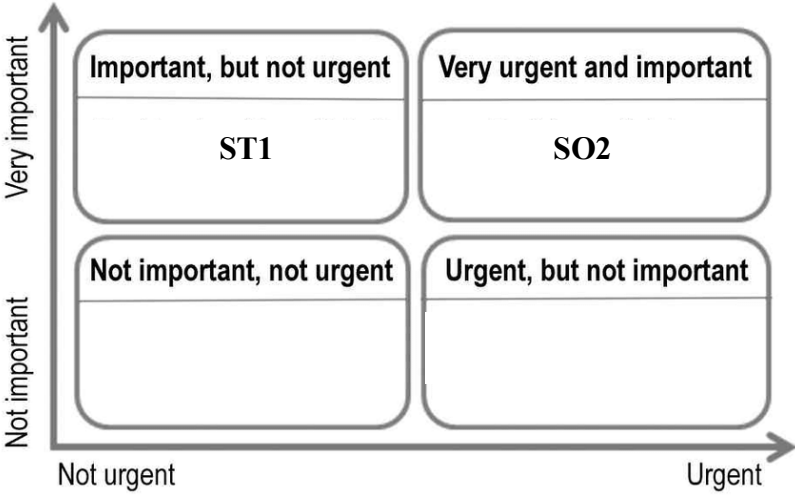 Very important
Important, but not urgent
ST1
Very urgent and important
SO2
Not important
Not important, not urgent
Urgent, but not important
Not urgent
Urgent